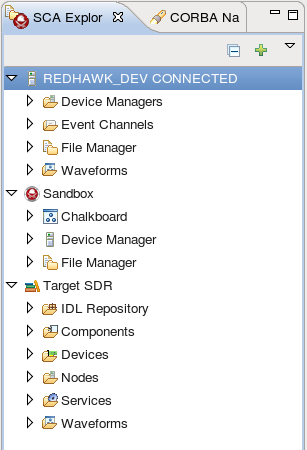 SCA Explor CORBA Na
REDHAWK_DEV CONNECTED
Device Managers
Event Channels
File Manager
Waveforms
Sandbox
Chalkboard
Device Manager
File Manager
Target SDR
IDL Repository
Components
Devices
Nodes
Services
Waveforms